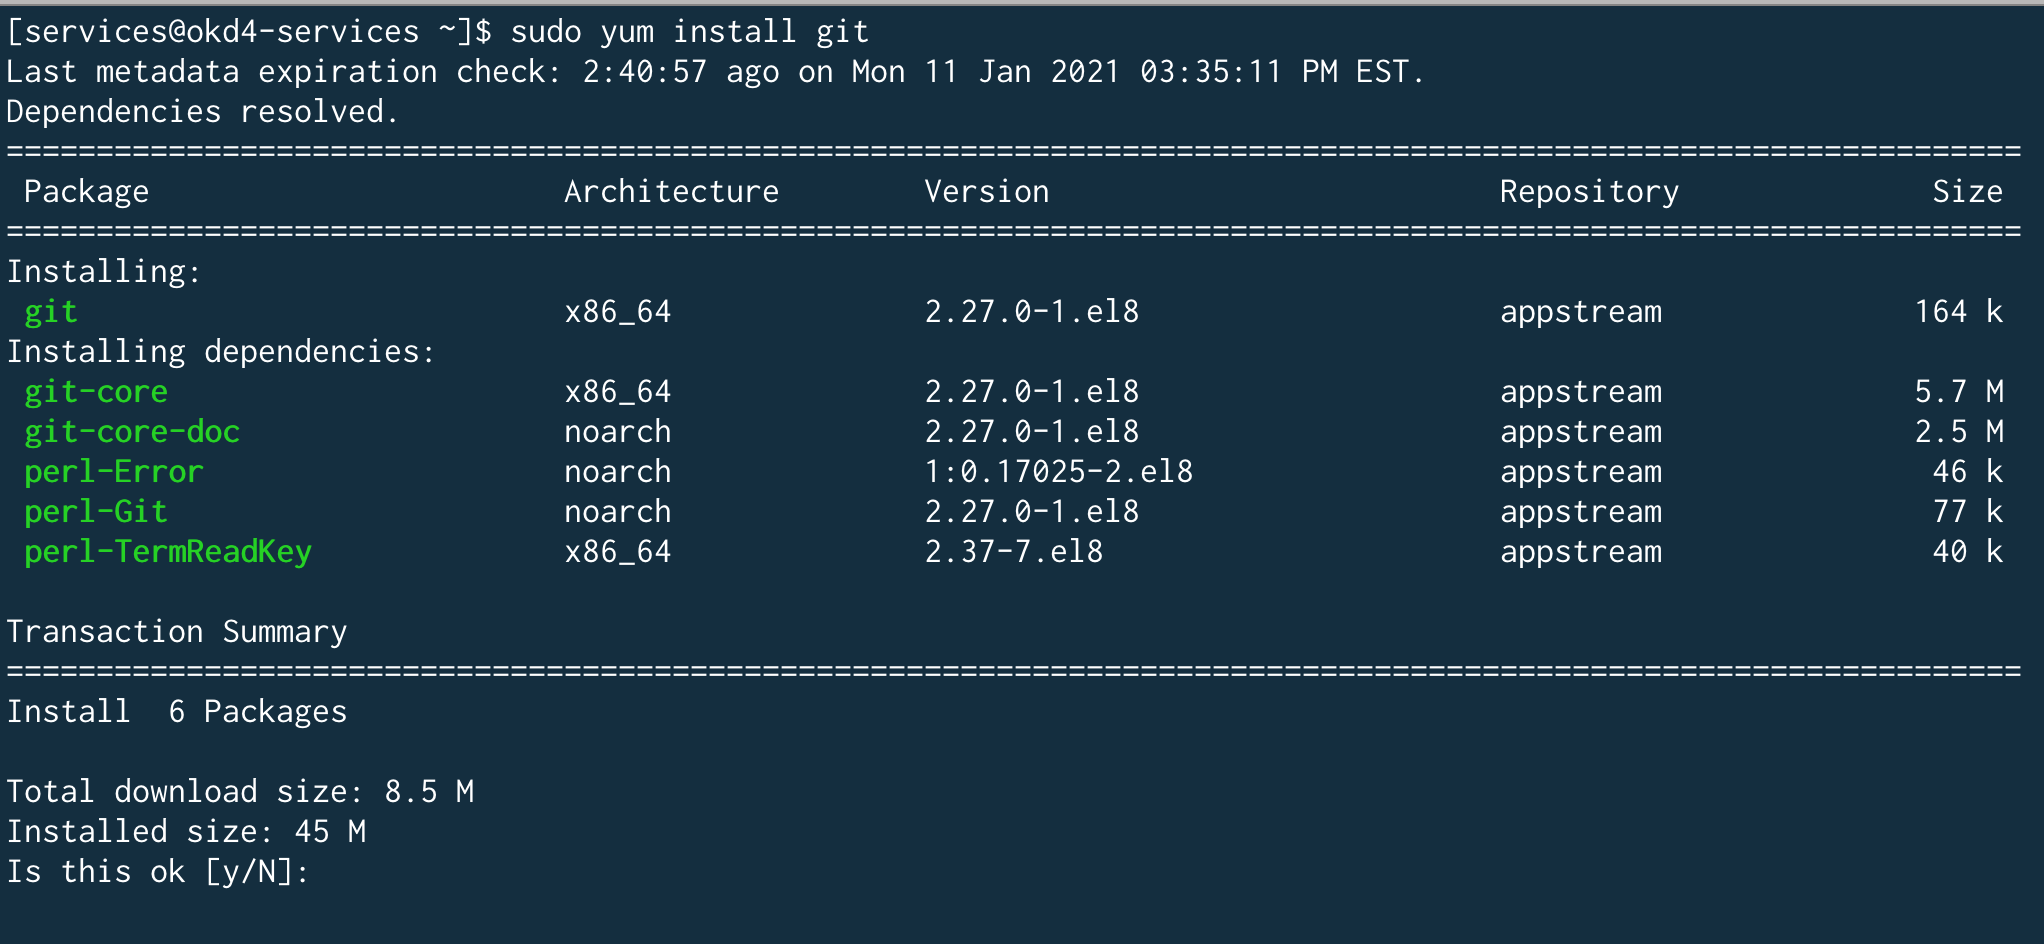 [services@okd4-services ~]$ sudo yum install git
Last metadata expiration check: 2:40:57 ago on Mon 11 Jan 2021 03:35:11 PM EST.
Dependencies resolved.
================================================================================================================
 Package                       Architecture        Version                         Repository              Size
================================================================================================================
Installing:
 git                           x86_64              2.27.0-1.el8                    appstream              164 k
Installing dependencies:
 git-core                      x86_64              2.27.0-1.el8                    appstream              5.7 M
 git-core-doc                  noarch              2.27.0-1.el8                    appstream              2.5 M
 perl-Error                    noarch              1:0.17025-2.el8                 appstream               46 k
 perl-Git                      noarch              2.27.0-1.el8                    appstream               77 k
 perl-TermReadKey              x86_64              2.37-7.el8                      appstream               40 k

Transaction Summary
================================================================================================================
Install  6 Packages

Total download size: 8.5 M
Installed size: 45 M
Is this ok [y/N]: